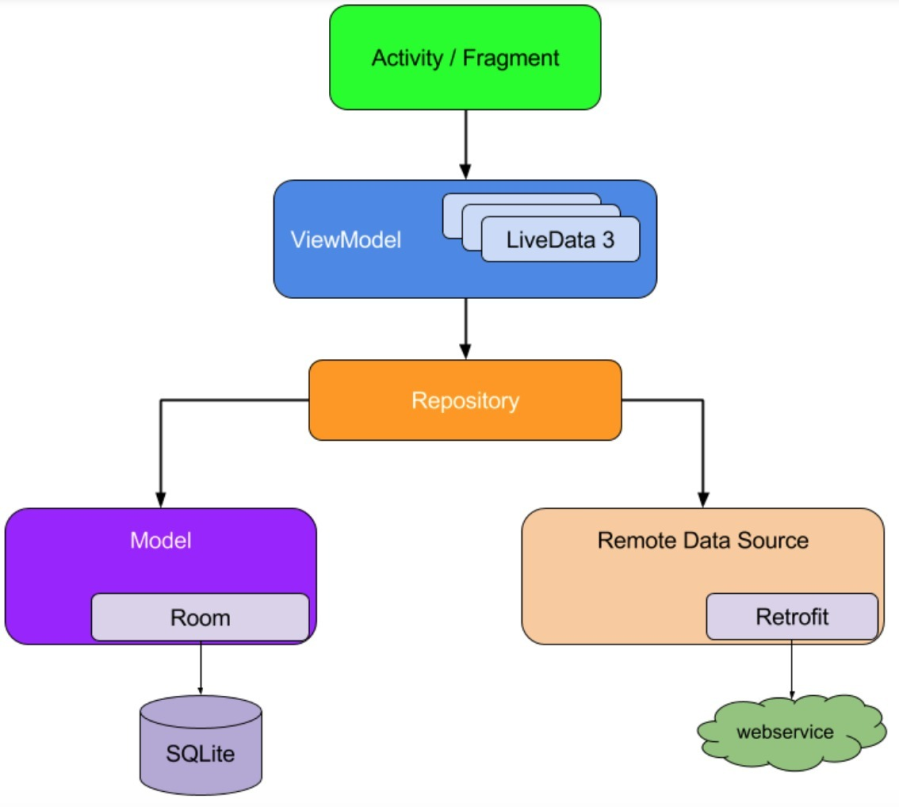 Activity / Fragment
ViewModel
LiveData 3
Repository
Model
Room
SQLite
Remote Data Source
Retrofit
webservice